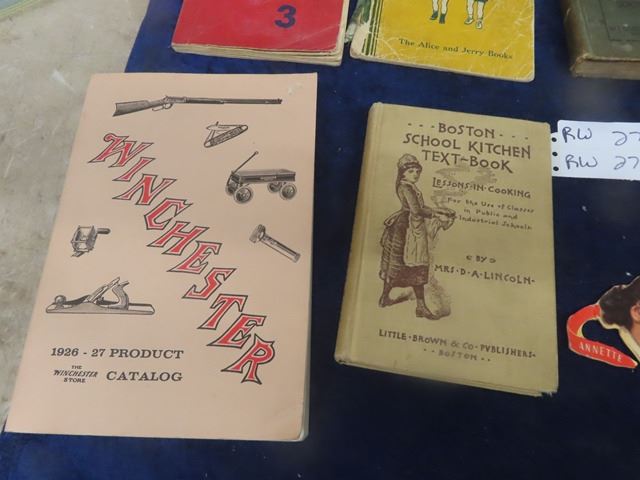 3
The Alice and Jerry Books
WINCHESTER
1926 - 27 PRODUCT
THE
WINCHESTER
STORE
CATALOG
BOSTON
SCHOOL KITCHEN
TEXT-BOOK
LESSONS·IN·COOKING
For the Use of Classes
in Public and
Industrial Schools
·BY·
MRS·D·A·LINCOLN·
LITTLE·BROWN & CO·PUBLISHERS·
··BOSTON···
RW 27
RW 27
ANNETTE